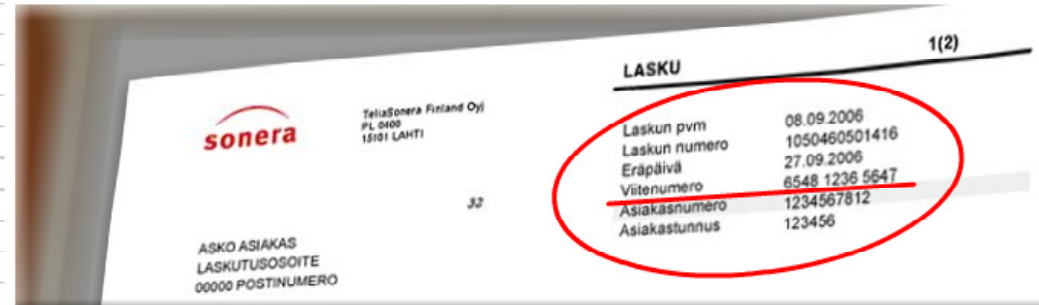 LASKU 1(2)
sonera
TeliaSonera Finland Oyj
PL 0400
15101 LAHTI
Laskun pvm 08.09.2006
Laskun numero 1050460501416
Eräpäivä 27.09.2006
Viitenumero 6548 1236 5647
Asiakasnumero 1234567812
Asiakastunnus 123456
32
ASKO ASIAKAS
LASKUTUSOSOITE
00000 POSTINUMERO